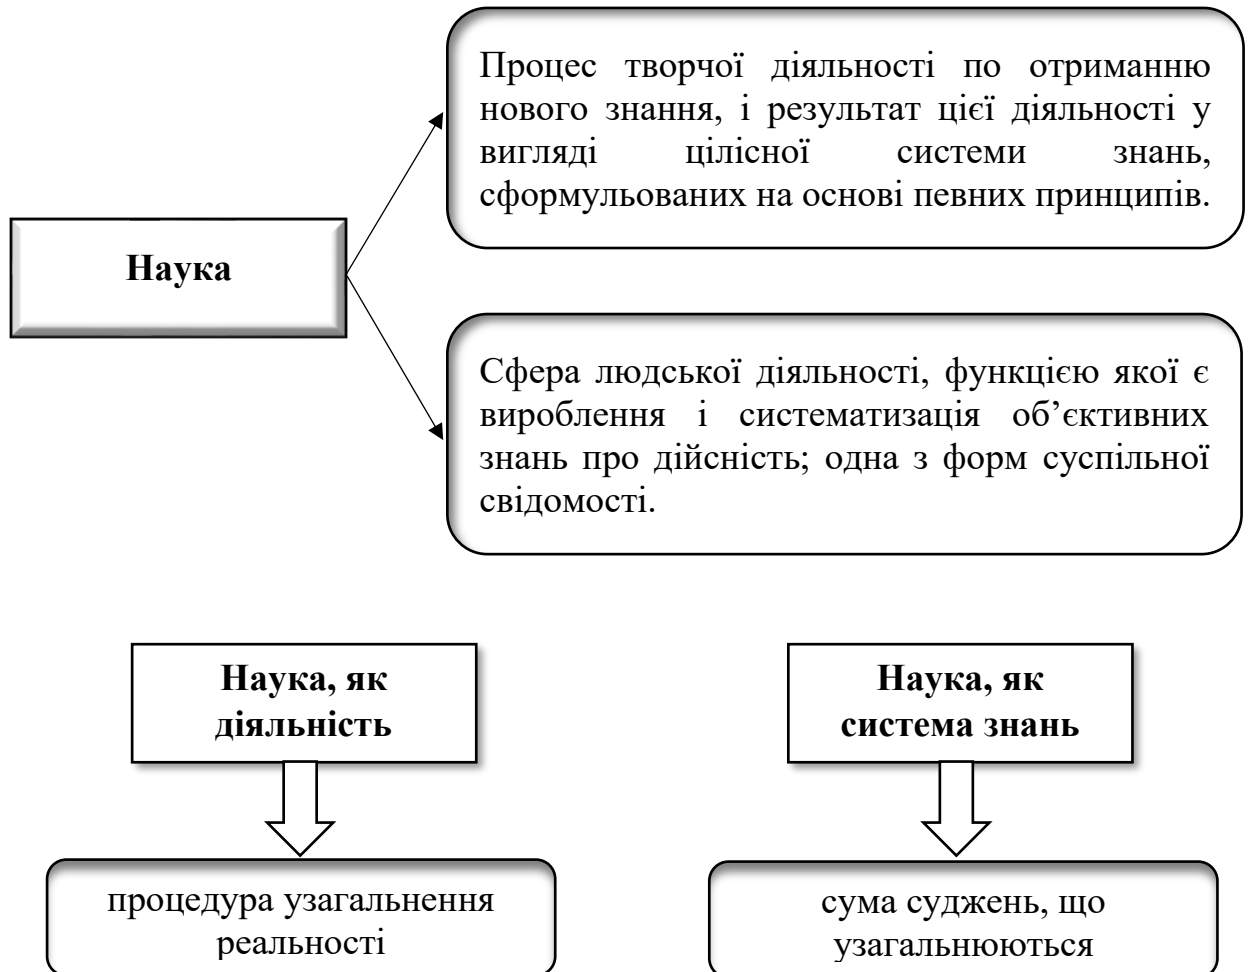 Процес творчої діяльності по отриманню
нового знання, і результат цієї діяльності у
вигляді цілісної системи знань,
сформульованих на основі певних принципів.
Наука
Сфера людської діяльності, функцією якої є
вироблення і систематизація об’єктивних
знань про дійсність; одна з форм суспільної
свідомості.
Наука, як
діяльність
Наука, як
система знань
процедура узагальнення
реальності
сума суджень, що
узагальнюються